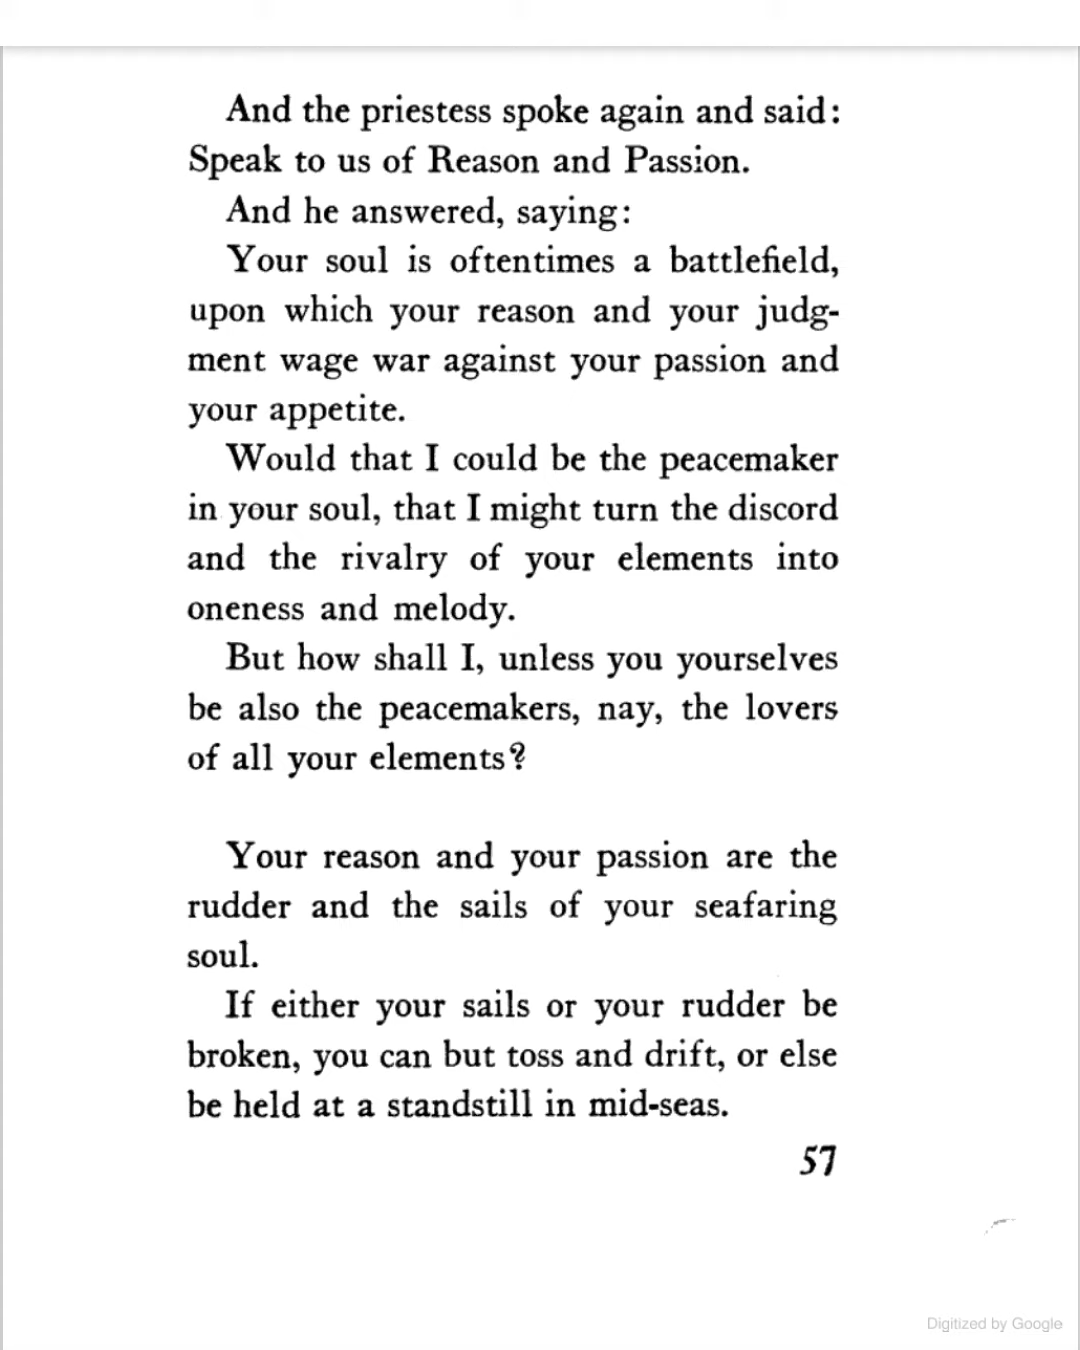 And the priestess spoke again and said:
Speak to us of Reason and Passion.
And he answered, saying:
Your soul is oftentimes a battlefield,
upon which your reason and your judg-
ment wage war against your passion and
your appetite.
Would that I could be the peacemaker
in your soul, that I might turn the discord
and the rivalry of your elements into
oneness and melody.
But how shall I, unless you yourselves
be also the peacemakers, nay, the lovers
of all your elements?
Your reason and your passion are the
rudder and the sails of your seafaring
soul.
If either your sails or your rudder be
broken, you can but toss and drift, or else
be held at a standstill in mid-seas.
57
Digitized by Google